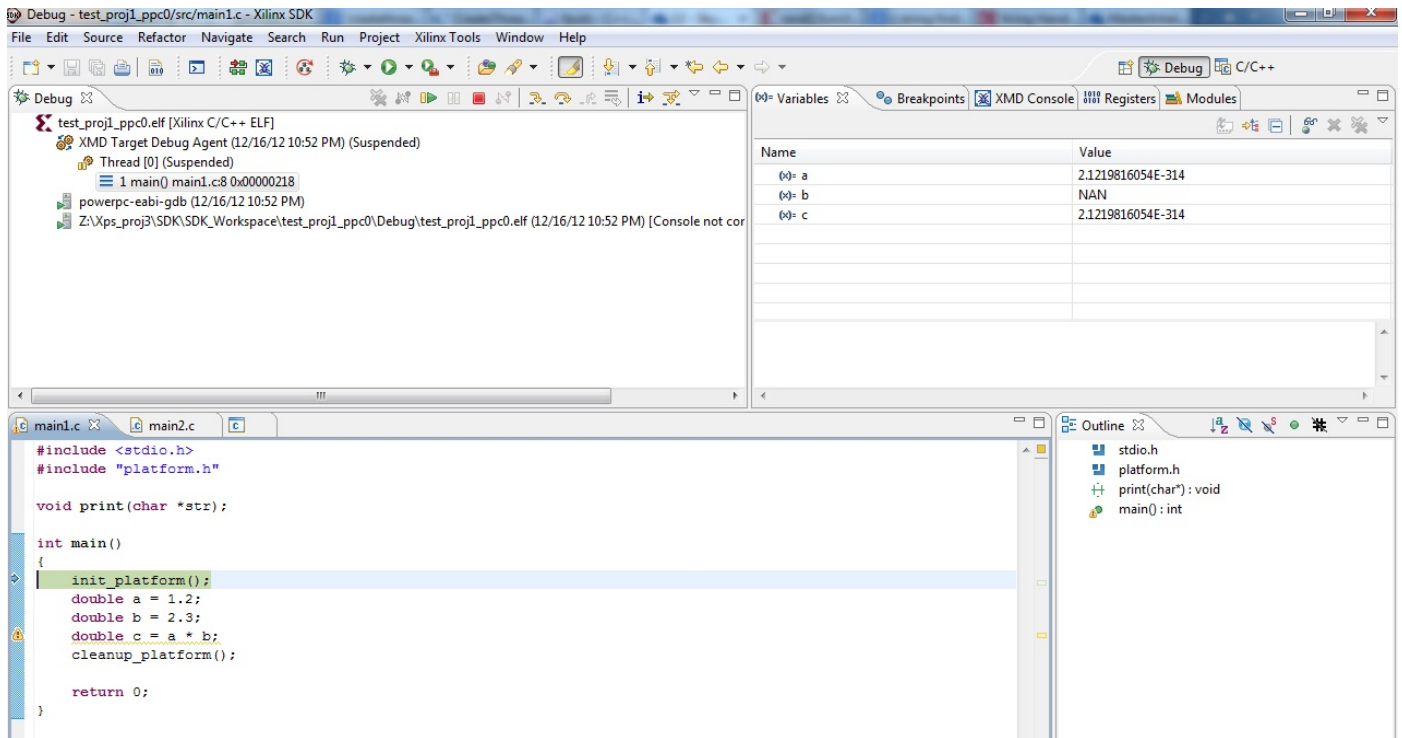 Debug - test_proj1_ppc0/src/main1.c - Xilinx SDK
File Edit Source Refactor Navigate Search Run Project Xilinx Tools Window Help
Debug C/C++
Debug
test_proj1_ppc0.elf [Xilinx C/C++ ELF]
XMD Target Debug Agent (12/16/12 10:52 PM) (Suspended)
Thread [0] (Suspended)
1 main() main1.c:8 0x00000218
powerpc-eabi-gdb (12/16/12 10:52 PM)
Z:\Xps_proj3\SDK\SDK_Workspace\test_proj1_ppc0\Debug\test_proj1_ppc0.elf (12/16/12 10:52 PM) [Console not cor
(x)= Variables Breakpoints XMD Console Registers Modules
Name Value
(x)= a 2.1219816054E-314
(x)= b NAN
(x)= c 2.1219816054E-314
main1.c main2.c
#include <stdio.h>
#include "platform.h"
void print(char *str);
int main()
{
init_platform();
double a = 1.2;
double b = 2.3;
double c = a * b;
cleanup_platform();
return 0;
}
Outline
stdio.h
platform.h
print(char*) : void
main() : int